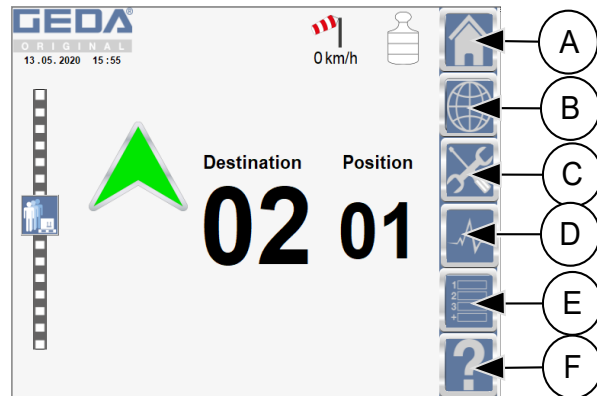 GEDA®
ORIGINAL
13.05.2020 15:55
0 km/h
Destination Position
02 01
A
B
C
D
1
2
3
+
E
?
F